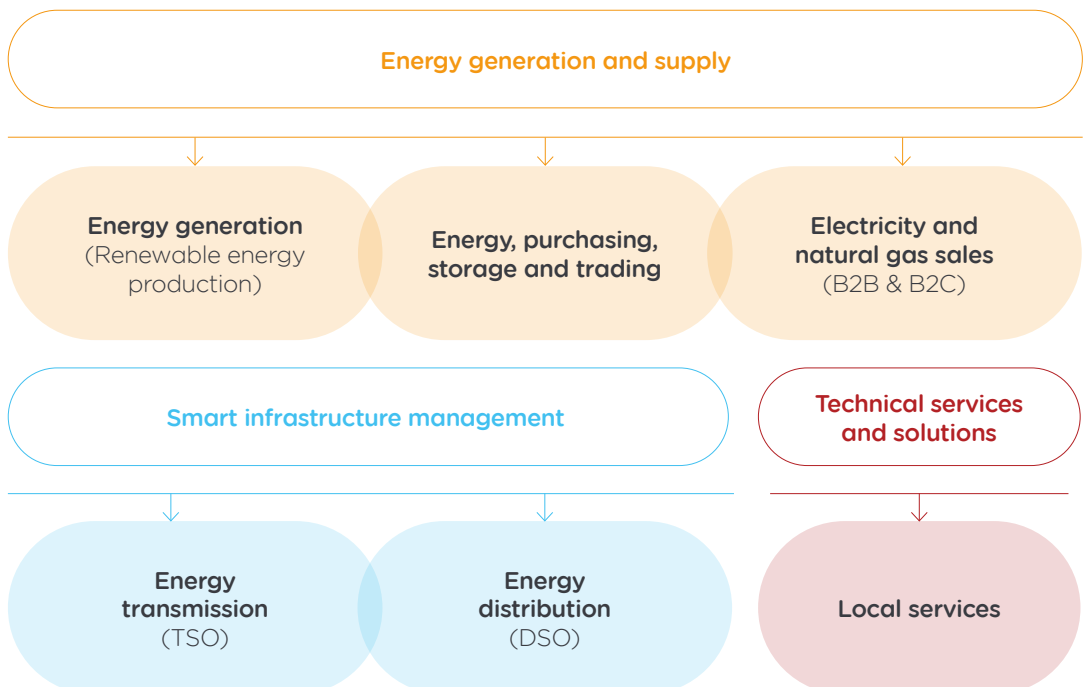 Energy generation and supply
Energy generation
(Renewable energy
production)
Energy, purchasing,
storage and trading
Electricity and
natural gas sales
(B2B & B2C)
Smart infrastructure management
Technical services
and solutions
Energy
transmission
(TSO)
Energy
distribution
(DSO)
Local services